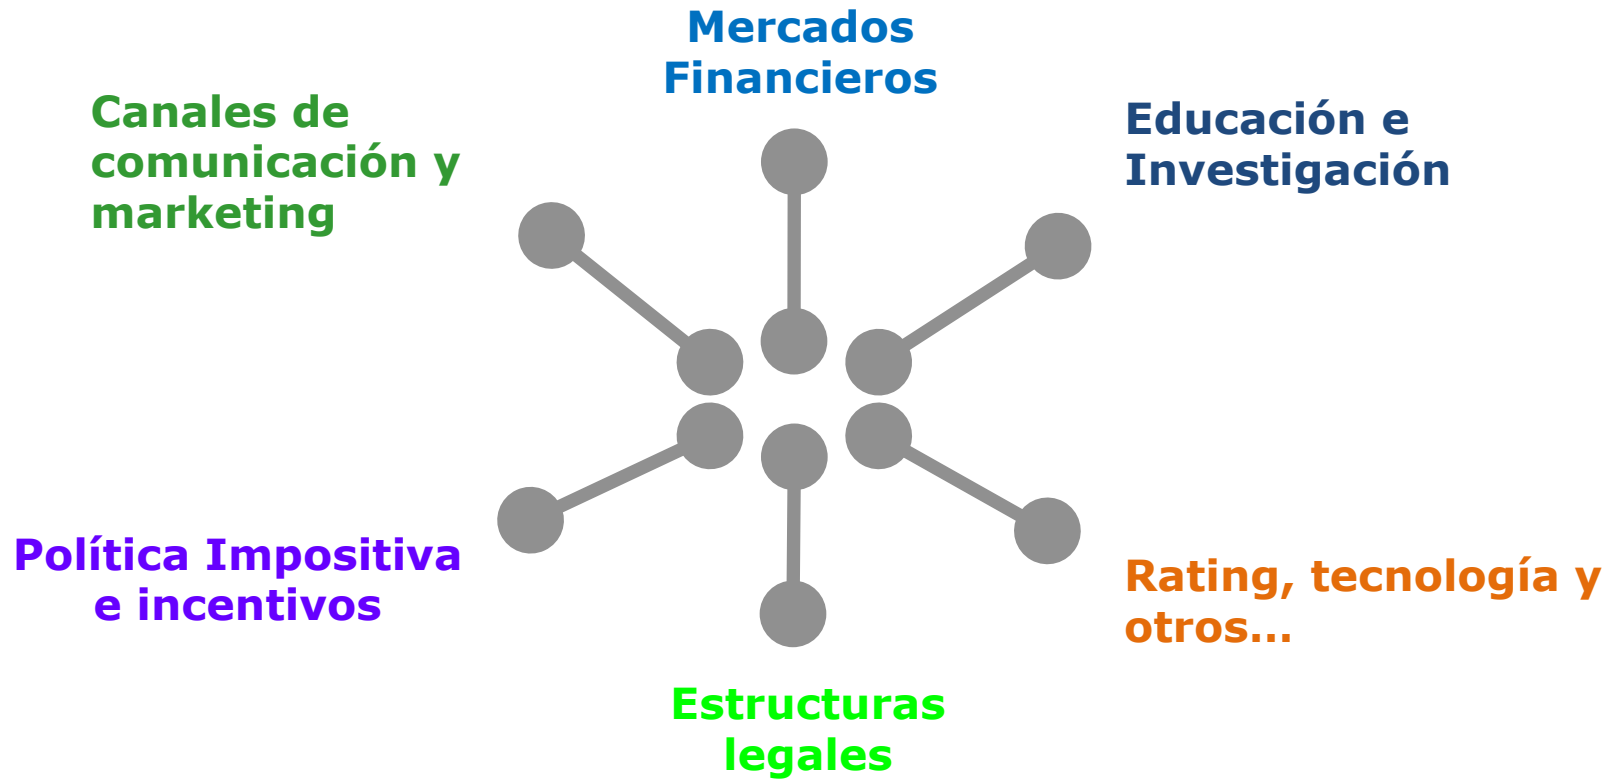 Mercados
Financieros
Canales de
comunicación y
marketing
Educación e
Investigación
Política Impositiva
e incentivos
Rating, tecnología y
otros...
Estructuras
legales